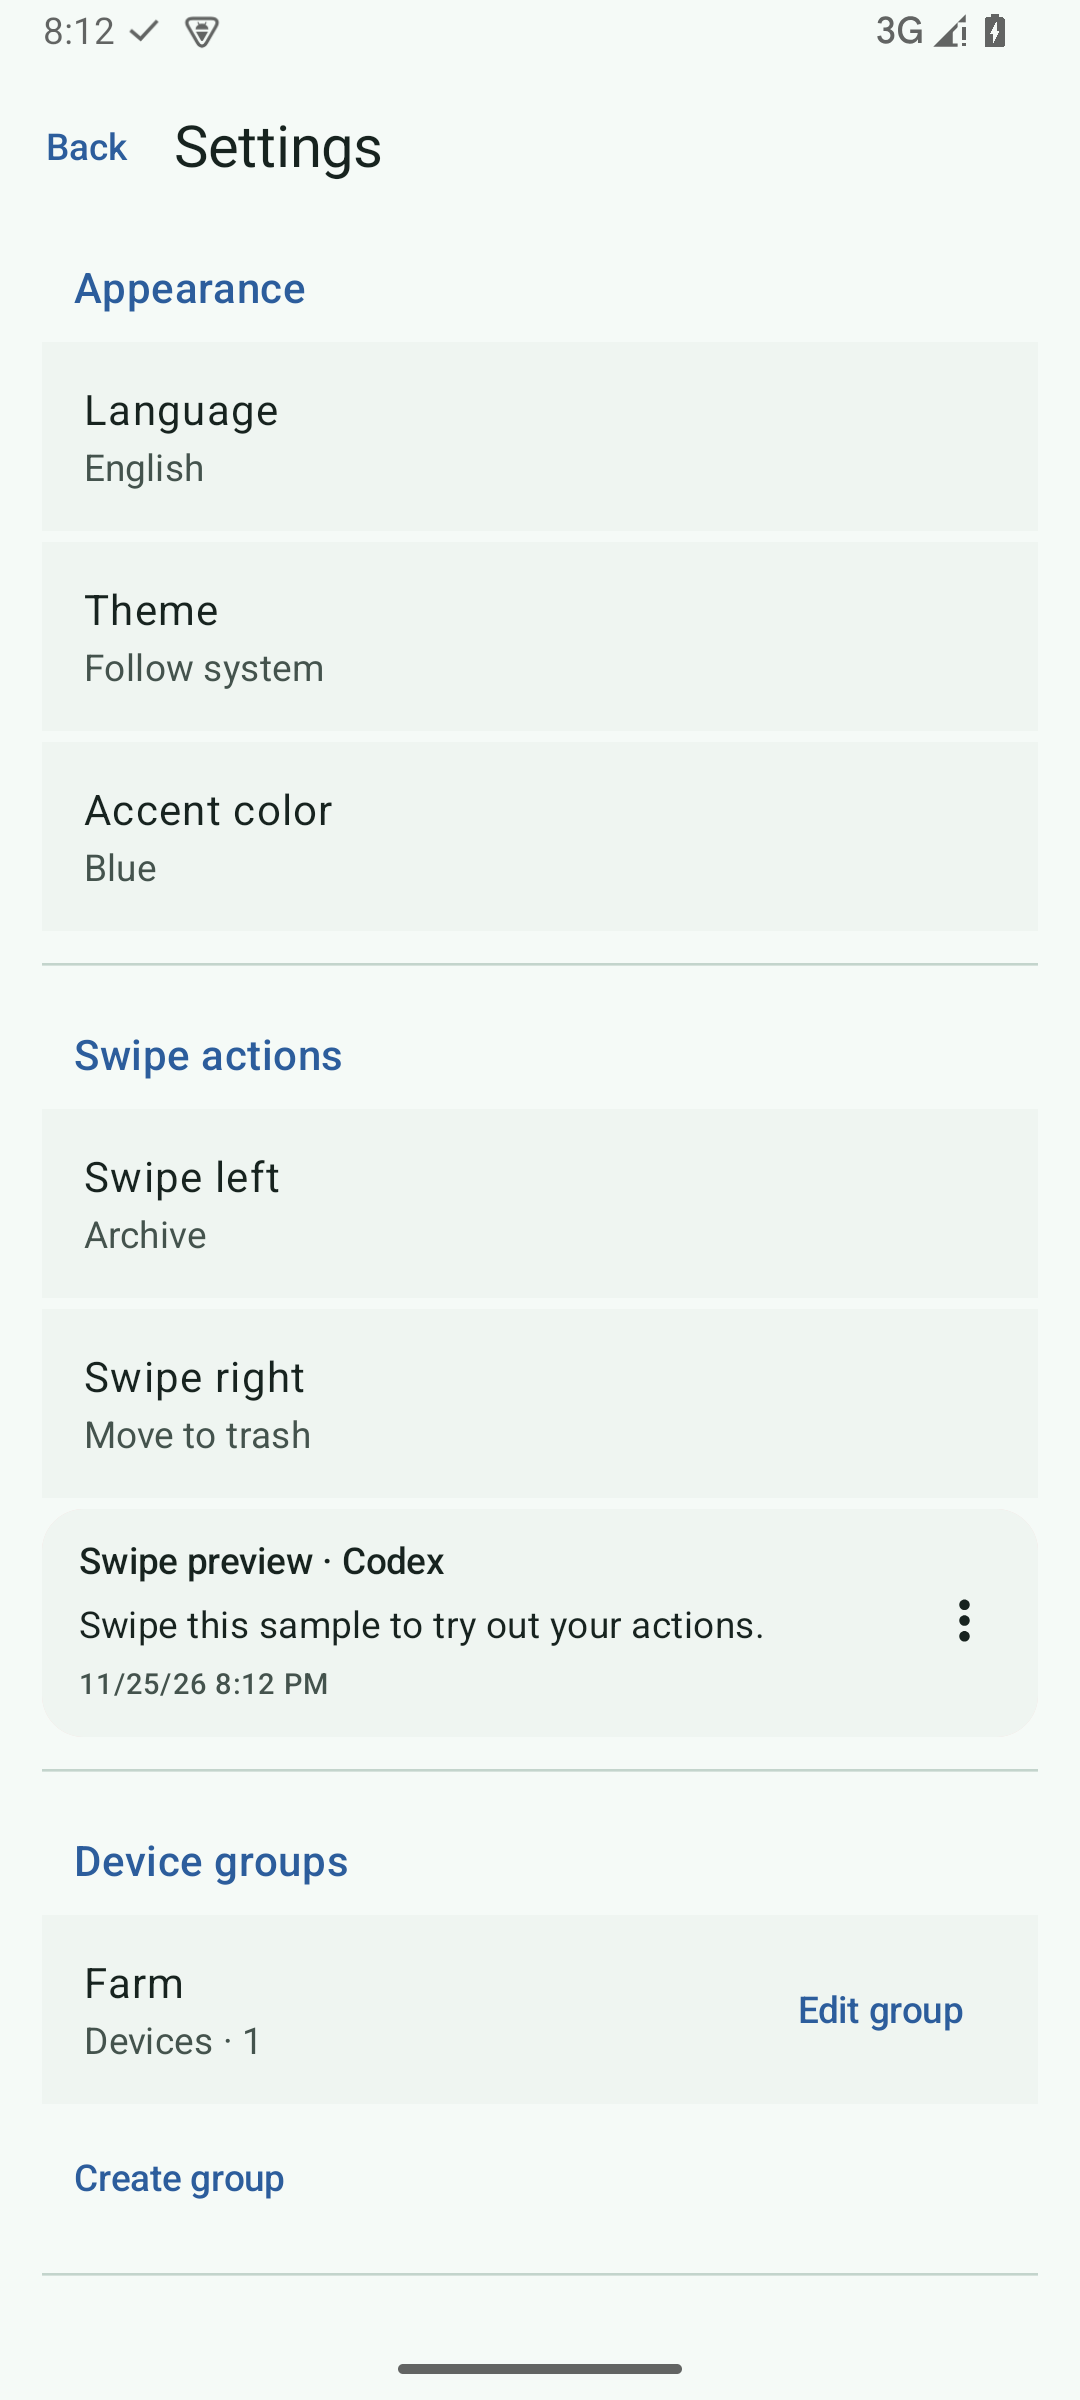 8:12
3G
Back
Settings
Appearance
Language
English
Theme
Follow system
Accent color
Blue
Swipe actions
Swipe left
Archive
Swipe right
Move to trash
Swipe preview · Codex
Swipe this sample to try out your actions.
11/25/26 8:12 PM
Device groups
Farm
Devices · 1
Edit group
Create group